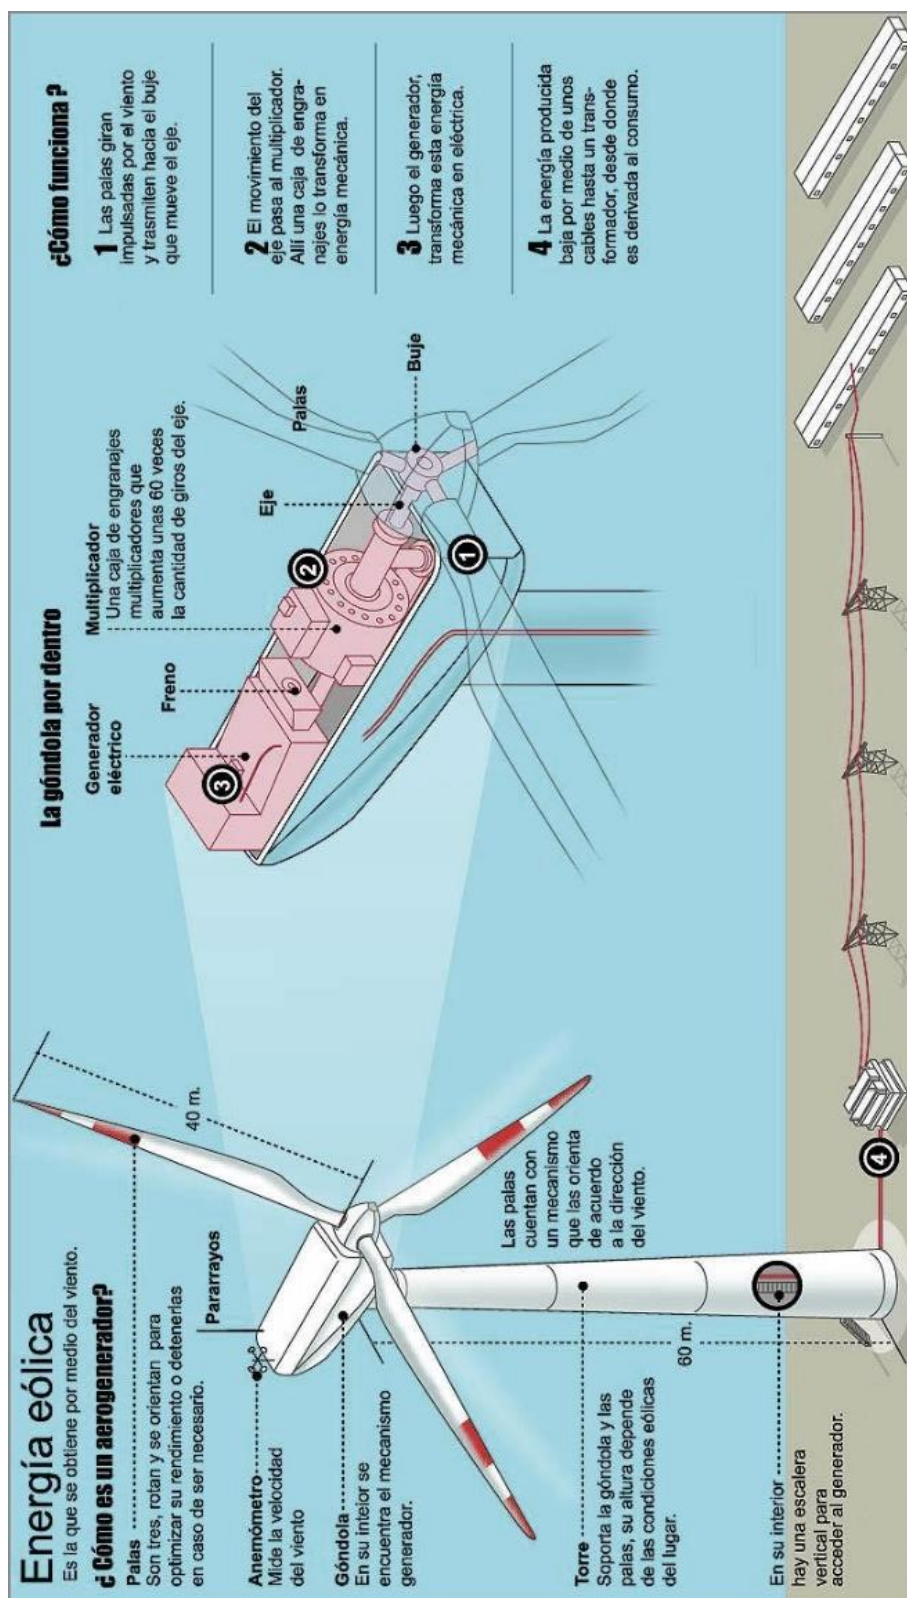 Energía eólica
Es la que se obtiene por medio del viento.
¿Cómo es un aerogenerador?
Palas
Son tres, rotan y se orientan para
optimizar su rendimiento o detenerlas
en caso de ser necesario.
Pararrayos
40 m.
Anemómetro
Mide la velocidad
del viento
Góndola
En su inteior se
encuentra el mecanismo
generador.
Las palas
cuentan con
un mecanismo
que las orienta
de acuerdo
a la dirección
del viento.
Torre
Soporta la góndola y las
palas, su altura depende
de las condiciones eólicas
del lugar.
60 m.
En su interior
hay una escalera
vertical para
acceder al generador.
4
La góndola por dentro
Generador
eléctrico
Freno
Multiplicador
Una caja de engranajes
multiplicadores que
aumenta unas 60 veces
la cantidad de giros del eje.
Eje
Palas
Buje
3
2
1
¿Cómo funciona ?
1 Las palas giran
impulsadas por el viento
y trasmiten hacia el buje
que mueve el eje.
2 El movimiento del
eje pasa al multiplicador.
Allí una caja de engra-
najes lo transforma en
energía mecánica.
3 Luego el generador,
transforma esta energía
mecánica en eléctrica.
4 La energía producida
baja por medio de unos
cables hasta un trans-
formador, desde donde
es derivada al consumo.